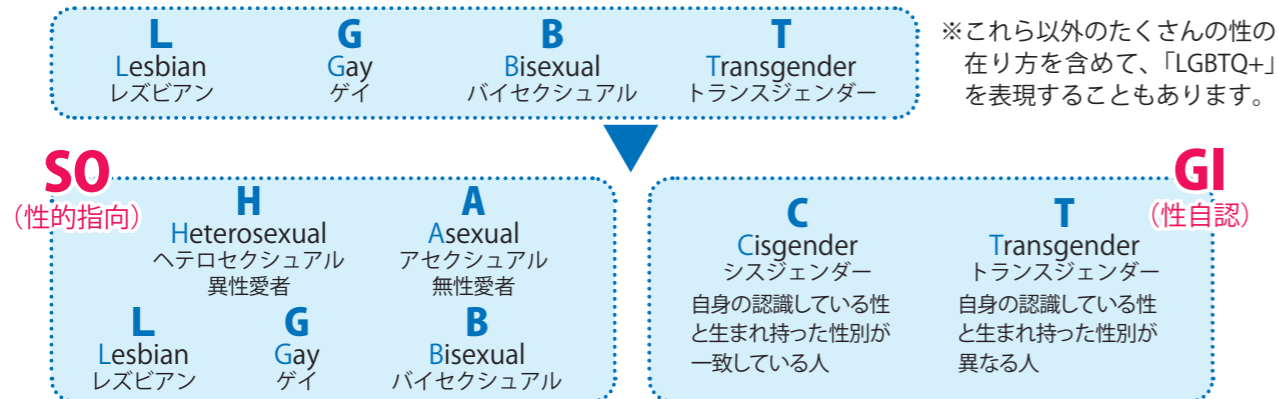 L
Lesbian
レズビアン
G
Gay
ゲイ
B
Bisexual
バイセクシュアル
T
Transgender
トランスジェンダー
※これら以外のたくさんの性の
在り方を含めて、「LGBTQ+」
を表現することもあります。
SO
（性的指向）
H
Heterosexual
ヘテロセクシュアル
異性愛者
A
Asexual
アセクシュアル
無性愛者
L
Lesbian
レズビアン
G
Gay
ゲイ
B
Bisexual
バイセクシュアル
GI
（性自認）
C
Cisgender
シスジェンダー
自身の認識している性
と生まれ持った性別が
一致している人
T
Transgender
トランスジェンダー
自身の認識している性
と生まれ持った性別が
異なる人